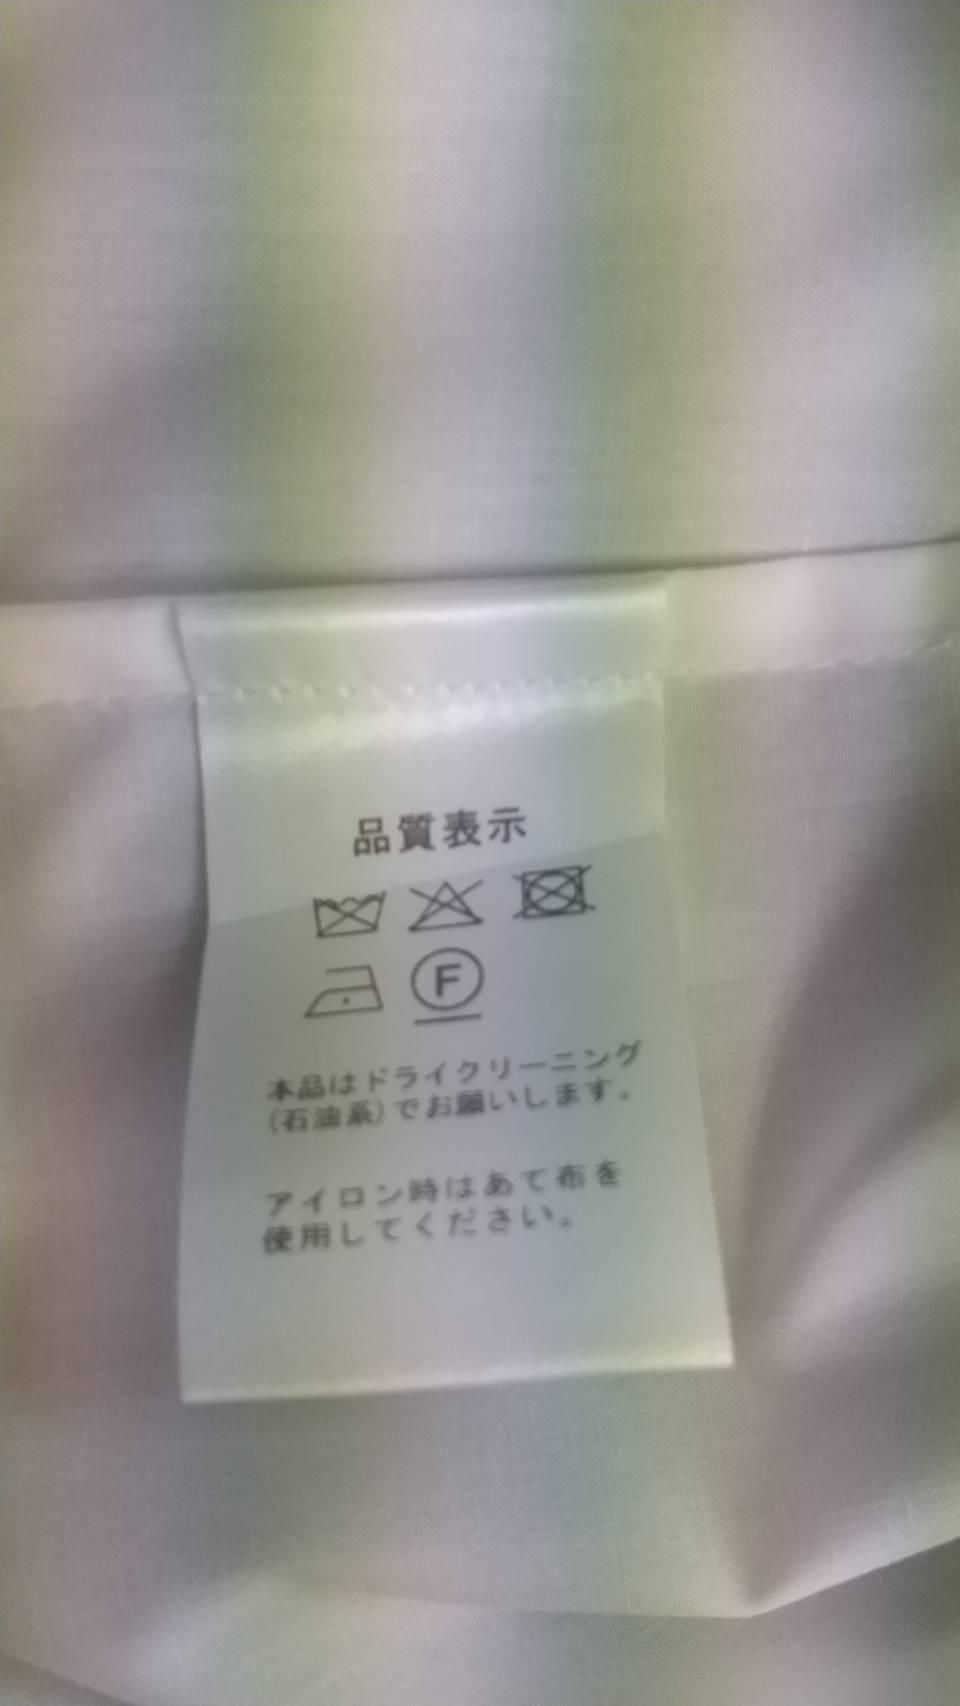 品質表示
F
本品はドライクリーニング
(石油系)でお願いします。
アイロン時はあて布を
使用してください。